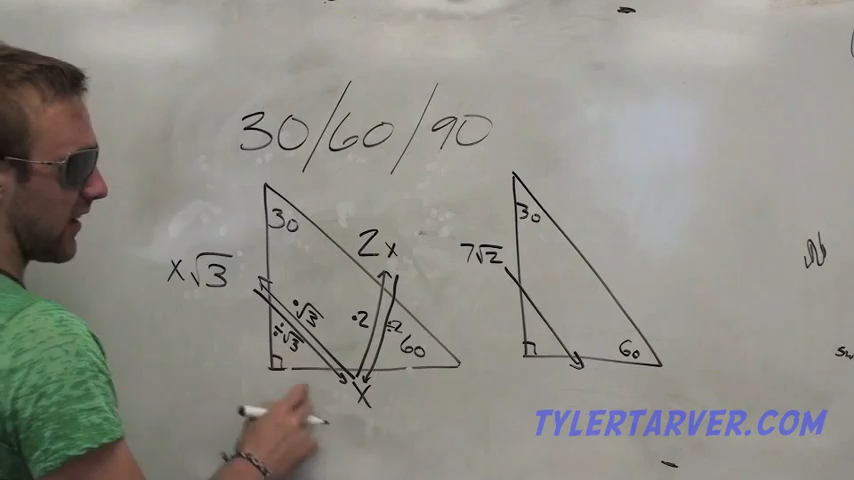 30/60/90
30
30
2x
7√2
x√3
·√3
·2
÷2
÷√3
60
60
x
TYLERTARVER.COM